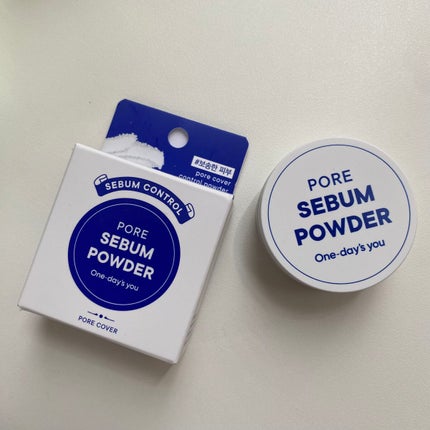 #보송한 피부
pore cover
control powder
SEBUM CONTROL
PORE
SEBUM
POWDER
One-day's you
PORE COVER
PORE
SEBUM
POWDER
One-day's you